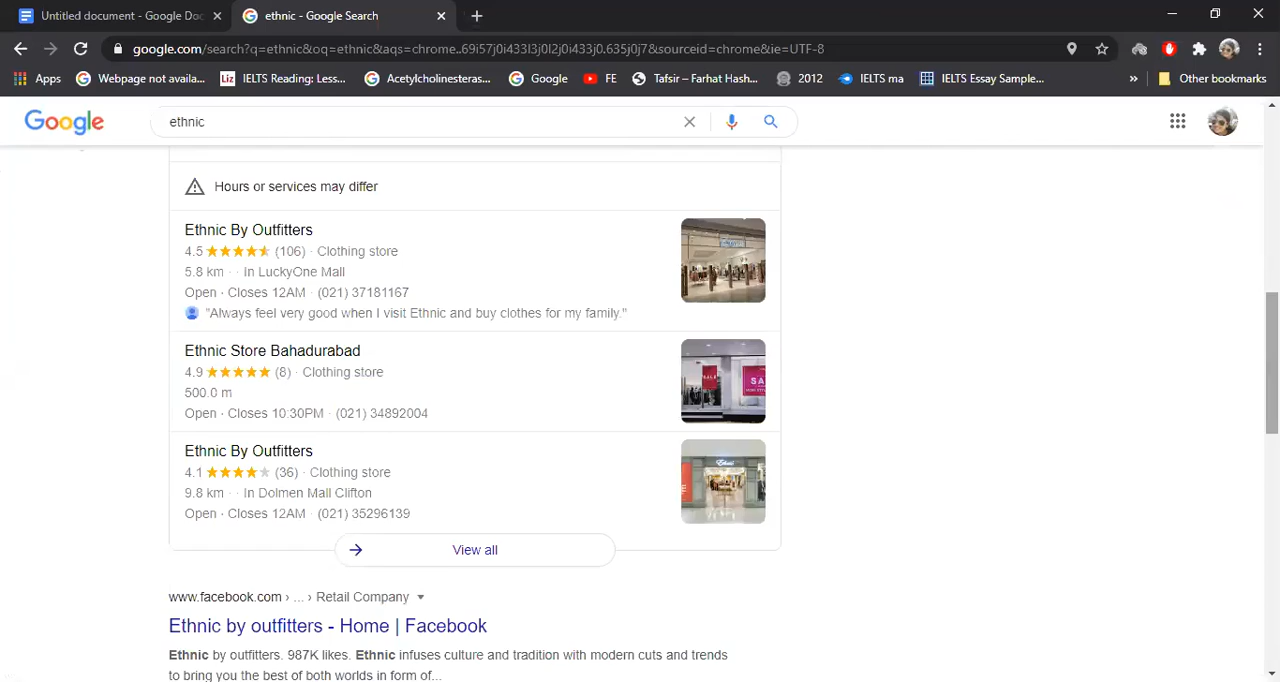 Untitled document - Google Doc
ethnic - Google Search
google.com/search?q=ethnic&oq=ethnic&aqs=chrome..69i57j0i433l3j0l2j0i433j0.635j0j7&sourceid=chrome&ie=UTF-8
Apps Webpage not availa... Liz IELTS Reading: Less... Acetylcholinesteras... Google FE Tafsir – Farhat Hash... 2012 IELTS ma IELTS Essay Sample... » Other bookmarks
Google ethnic
Hours or services may differ
Ethnic By Outfitters
4.5 (106) · Clothing store
5.8 km · · In LuckyOne Mall
Open · Closes 12AM · (021) 37181167
"Always feel very good when I visit Ethnic and buy clothes for my family."
Ethnic Store Bahadurabad
4.9 (8) · Clothing store
500.0 m
Open · Closes 10:30PM · (021) 34892004
SA
Ethnic By Outfitters
4.1 (36) · Clothing store
9.8 km · · In Dolmen Mall Clifton
Open · Closes 12AM · (021) 35296139
Ethnic
View all
www.facebook.com › ... › Retail Company
Ethnic by outfitters - Home | Facebook
Ethnic by outfitters. 987K likes. Ethnic infuses culture and tradition with modern cuts and trends
to bring you the best of both worlds in form of...